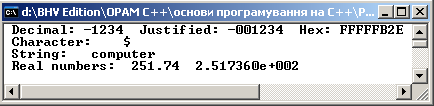 d:\BHV Edition\OPAM C++\основи програмування на C++\P...
Decimal: -1234 Justified: -001234 Hex: FFFFFB2E
Character: $
String: computer
Real numbers: 251.74 2.517360e+002